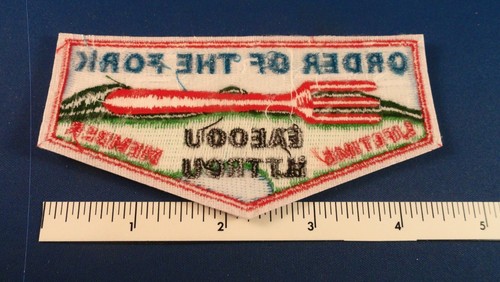 ORDER OF THE FORK
LIFETIME MEMBER
1 2 3 4 5